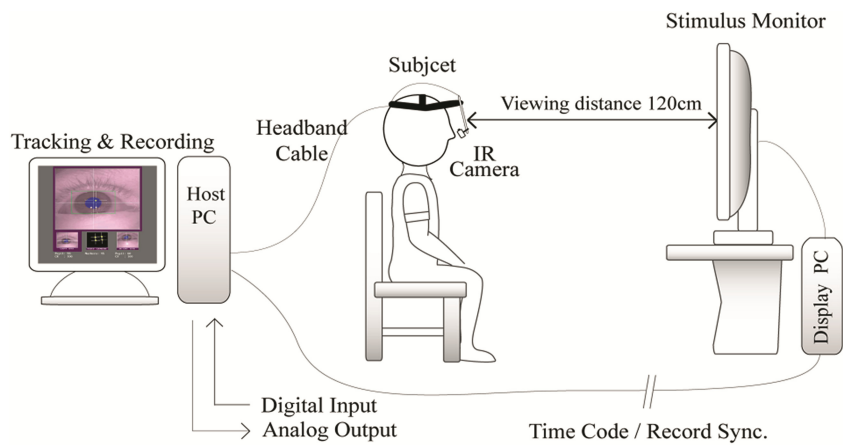 Stimulus Monitor
Subjcet
Viewing distance 120cm
Headband
Cable
IR
Camera
Tracking & Recording
Host
PC
Display PC
Digital Input
Analog Output
Time Code / Record Sync.